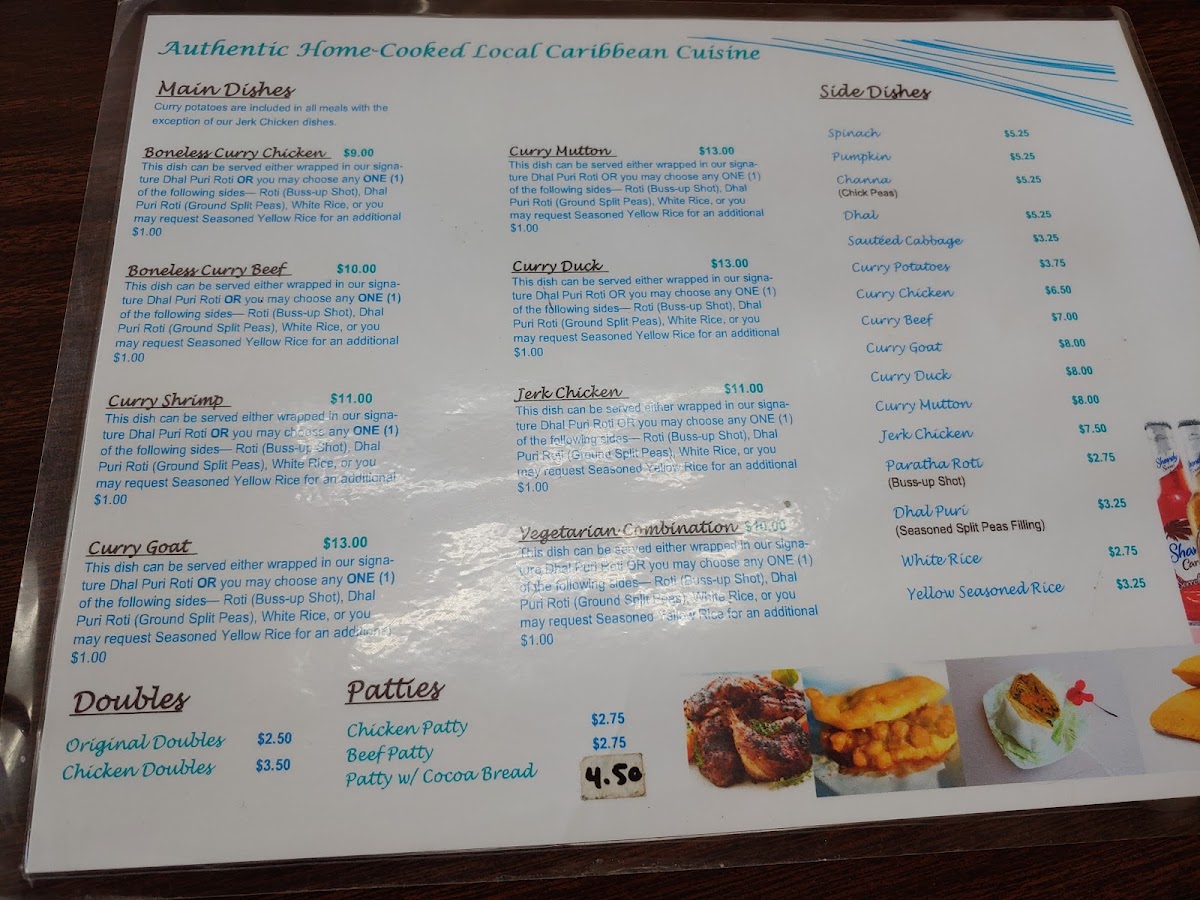 Authentic Home-Cooked Local Caribbean Cuisine
Main Dishes
Curry potatoes are included in all meals with the
exception of our Jerk Chicken dishes.
Boneless Curry Chicken $9.00
This dish can be served either wrapped in our signa-
ture Dhal Puri Roti OR you may choose any ONE (1)
of the following sides— Roti (Buss-up Shot), Dhal
Puri Roti (Ground Split Peas), White Rice, or you
may request Seasoned Yellow Rice for an additional
$1.00
Boneless Curry Beef $10.00
This dish can be served either wrapped in our signa-
ture Dhal Puri Roti OR you may choose any ONE (1)
of the following sides— Roti (Buss-up Shot), Dhal
Puri Roti (Ground Split Peas), White Rice, or you
may request Seasoned Yellow Rice for an additional
$1.00
Curry Shrimp $11.00
This dish can be served either wrapped in our signa-
ture Dhal Puri Roti OR you may choose any ONE (1)
of the following sides— Roti (Buss-up Shot), Dhal
Puri Roti (Ground Split Peas), White Rice, or you
may request Seasoned Yellow Rice for an additional
$1.00
Curry Goat $13.00
This dish can be served either wrapped in our signa-
ture Dhal Puri Roti OR you may choose any ONE (1)
of the following sides— Roti (Buss-up Shot), Dhal
Puri Roti (Ground Split Peas), White Rice, or you
may request Seasoned Yellow Rice for an additional
$1.00
Curry Mutton $13.00
This dish can be served either wrapped in our signa-
ture Dhal Puri Roti OR you may choose any ONE (1)
of the following sides— Roti (Buss-up Shot), Dhal
Puri Roti (Ground Split Peas), White Rice, or you
may request Seasoned Yellow Rice for an additional
$1.00
Curry Duck $13.00
This dish can be served either wrapped in our signa-
ture Dhal Puri Roti OR you may choose any ONE (1)
of the following sides— Roti (Buss-up Shot), Dhal
Puri Roti (Ground Split Peas), White Rice, or you
may request Seasoned Yellow Rice for an additional
$1.00
Jerk Chicken $11.00
This dish can be served either wrapped in our signa-
ture Dhal Puri Roti OR you may choose any ONE (1)
of the following sides— Roti (Buss-up Shot), Dhal
Puri Roti (Ground Split Peas), White Rice, or you
may request Seasoned Yellow Rice for an additional
$1.00
Vegetarian Combination $10.00
This dish can be served either wrapped in our signa-
ture Dhal Puri Roti OR you may choose any ONE (1)
of the following sides— Roti (Buss-up Shot), Dhal
Puri Roti (Ground Split Peas), White Rice, or you
may request Seasoned Yellow Rice for an additional
$1.00
Side Dishes
Spinach $5.25
Pumpkin $5.25
Channa $5.25
(Chick Peas)
Dhal $5.25
Sautéed Cabbage $3.25
Curry Potatoes $3.75
Curry Chicken $6.50
Curry Beef $7.00
Curry Goat $8.00
Curry Duck $8.00
Curry Mutton $8.00
Jerk Chicken $7.50
Paratha Roti $2.75
(Buss-up Shot)
Dhal Puri $3.25
(Seasoned Split Peas Filling)
White Rice $2.75
Yellow Seasoned Rice $3.25
Doubles
Original Doubles $2.50
Chicken Doubles $3.50
Patties
Chicken Patty $2.75
Beef Patty $2.75
Patty w/ Cocoa Bread 4.50
Shandy